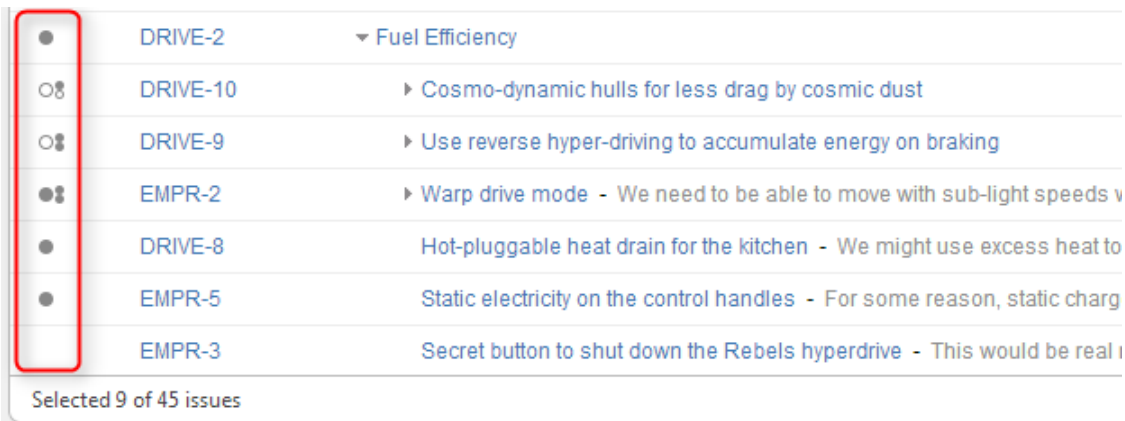 DRIVE-2 Fuel Efficiency
DRIVE-10 Cosmo-dynamic hulls for less drag by cosmic dust
DRIVE-9 Use reverse hyper-driving to accumulate energy on braking
EMPR-2 Warp drive mode - We need to be able to move with sub-light speeds
DRIVE-8 Hot-pluggable heat drain for the kitchen - We might use excess heat to
EMPR-5 Static electricity on the control handles - For some reason, static charg
EMPR-3 Secret button to shut down the Rebels hyperdrive - This would be real
Selected 9 of 45 issues